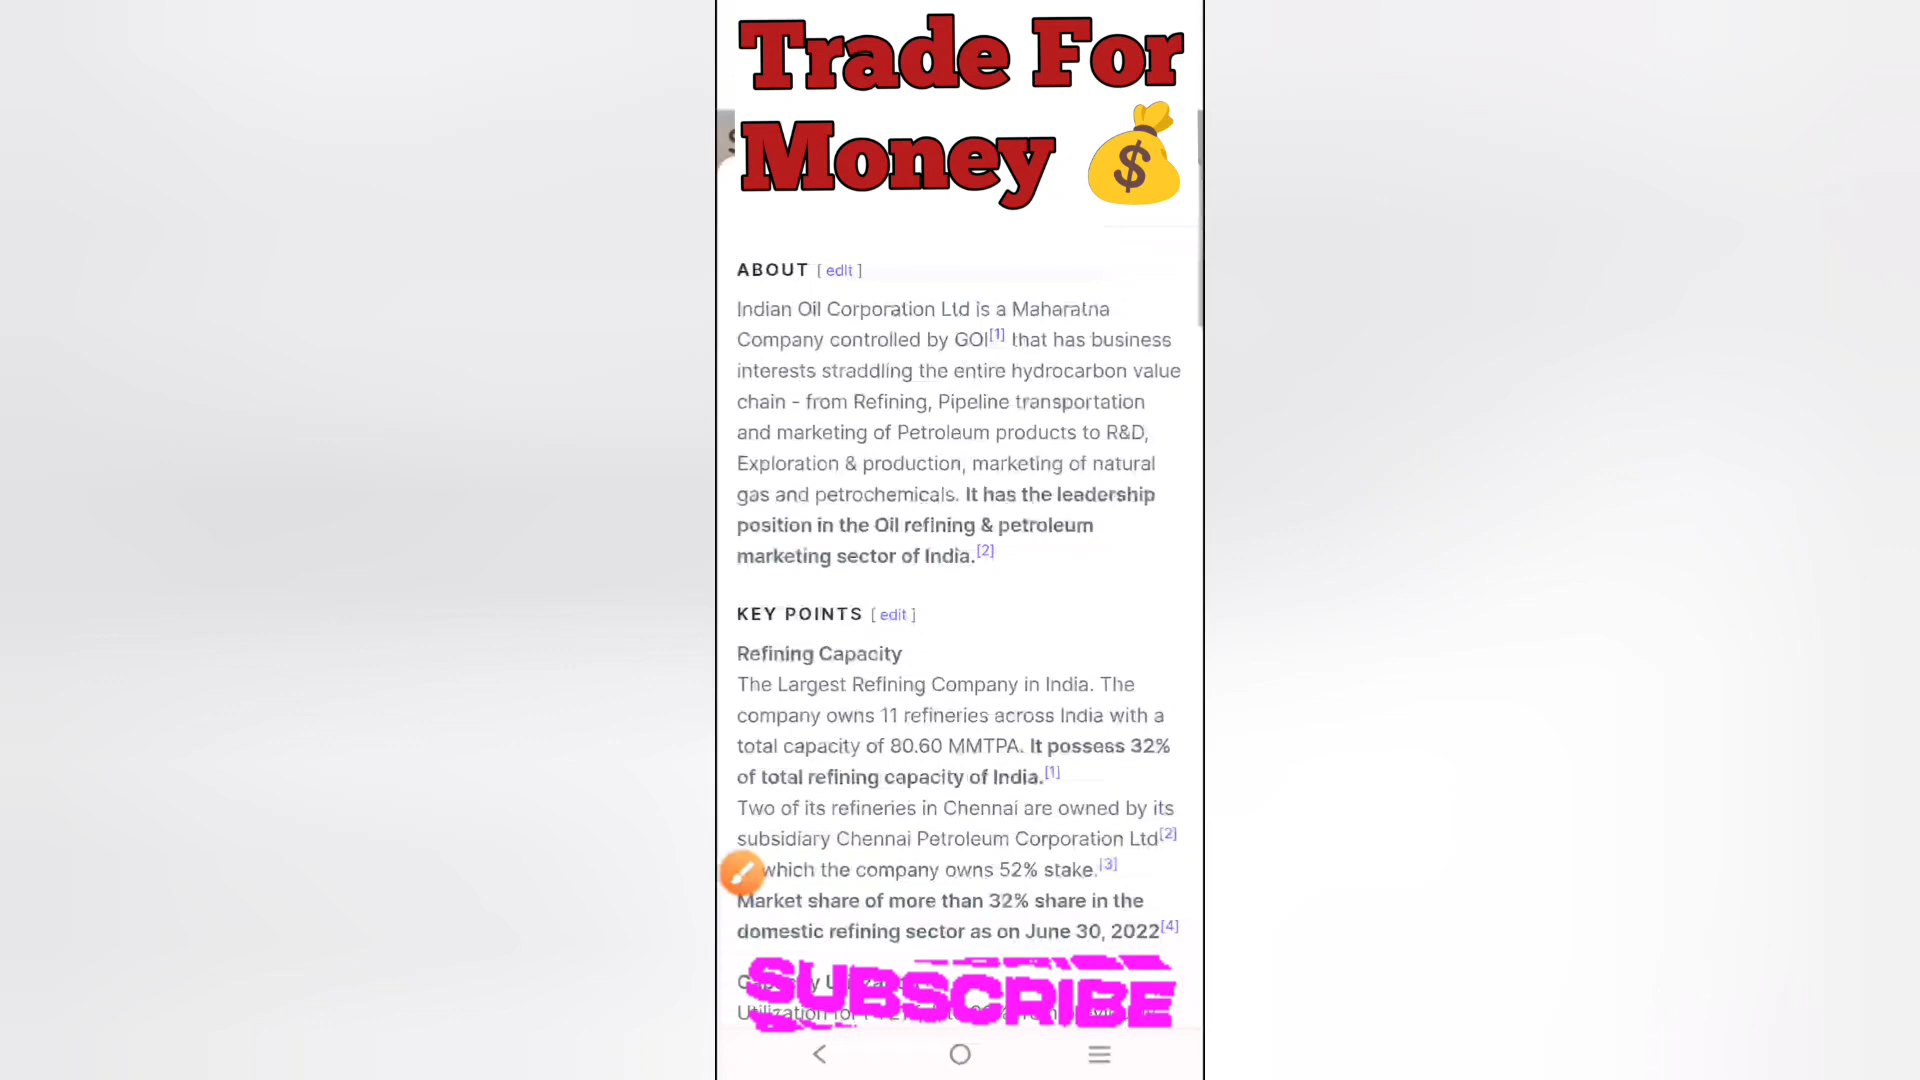 Trade For
Money
ABOUT [ edit ]
Indian Oil Corporation Ltd is a Maharatna
Company controlled by GOI[1] that has business
interests straddling the entire hydrocarbon value
chain - from Refining, Pipeline transportation
and marketing of Petroleum products to R&D,
Exploration & production, marketing of natural
gas and petrochemicals. It has the leadership
position in the Oil refining & petroleum
marketing sector of India.[2]
KEY POINTS [ edit ]
Refining Capacity
The Largest Refining Company in India. The
company owns 11 refineries across India with a
total capacity of 80.60 MMTPA. It possess 32%
of total refining capacity of India.[1]
Two of its refineries in Chennai are owned by its
subsidiary Chennai Petroleum Corporation Ltd[2]
which the company owns 52% stake.[3]
Market share of more than 32% share in the
domestic refining sector as on June 30, 2022[4]
SUBSCRIBE
Utilization